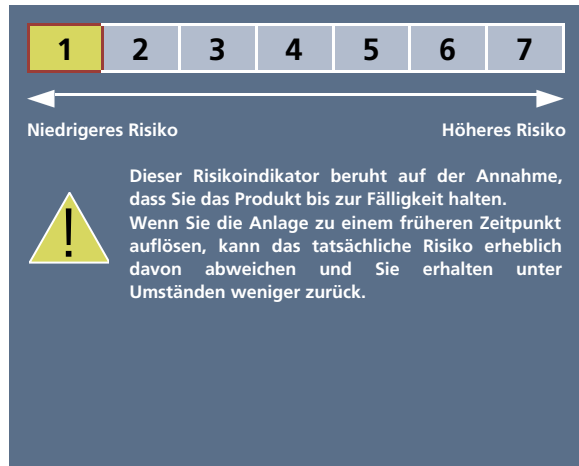 1 2 3 4 5 6 7
Niedrigeres Risiko Höheres Risiko
Dieser Risikoindikator beruht auf der Annahme,
dass Sie das Produkt bis zur Fälligkeit halten.
Wenn Sie die Anlage zu einem früheren Zeitpunkt
auflösen, kann das tatsächliche Risiko erheblich
davon abweichen und Sie erhalten unter
Umständen weniger zurück.
!